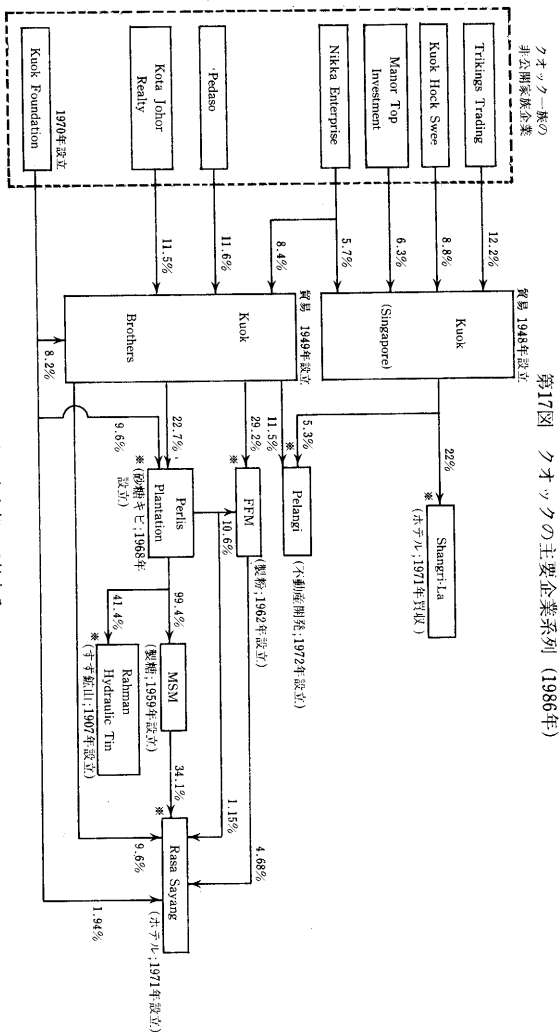 第17図 クオックの主要企業系列 (1986年)
クオック一族の
非公開家族企業
Trikings Trading
Kuok Hock Swee
Manor Top
Investment
Nikka Enterprise
Pedaso
Kota Johor
Realty
1970年設立
Kuok Foundation
12.2%
8.8%
6.3%
5.7%
8.4%
11.6%
11.5%
8.2%
貿易 1948年設立
Kuok
(Singapore)
貿易 1949年設立
Kuok
Brothers
22%
5.3%
11.5%
29.2%
22.7%
9.6%
※
Shangri-La
(ホテル;1971年買収)
※
Pelangi
(不動産開発;1972年設立)
※
FFM
(製粉;1962年設立)
10.6%
Perlis
Plantation
※(砂糖キビ;1968年
設立)
99.4%
41.4%
MSM
(製糖;1959年設立)
※
Rahman
Hydraulic Tin
(すず鉱山;1907年設立)
34.1%
1.15%
4.68%
9.6%
1.94%
※
Rasa Sayang
(ホテル;1971年設立)